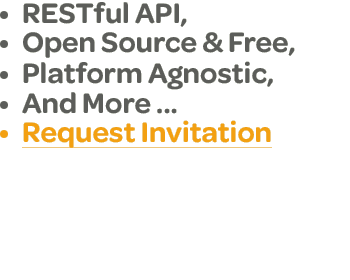 • RESTful API,
• Open Source & Free,
• Platform Agnostic,
• And More ...
• Request Invitation